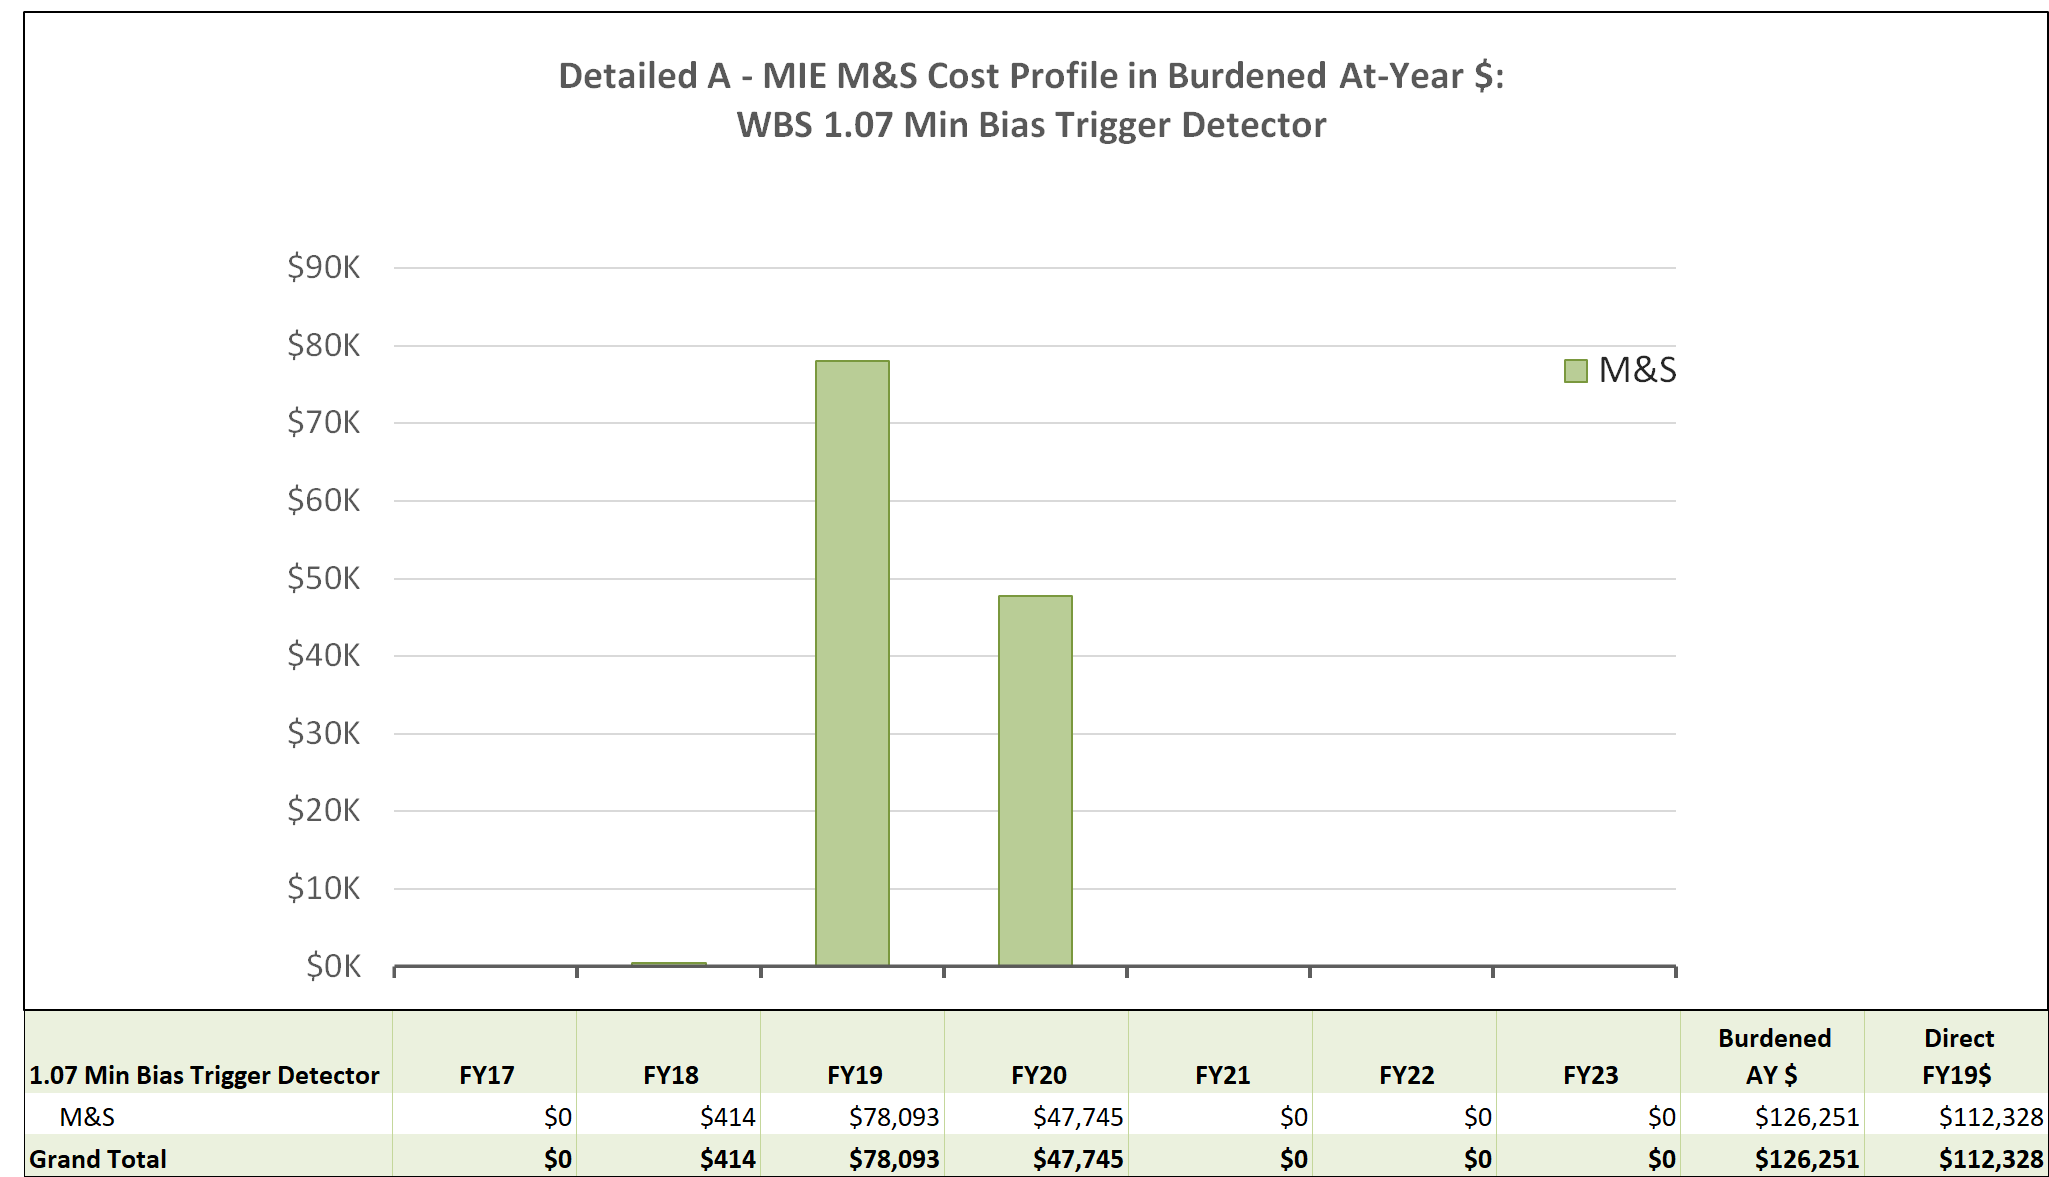 Detailed A - MIE M&S Cost Profile in Burdened At-Year $:
WBS 1.07 Min Bias Trigger Detector
$90K
$80K
$70K
$60K
$50K
$40K
$30K
$20K
$10K
$0K
M&S
1.07 Min Bias Trigger Detector FY17 FY18 FY19 FY20 FY21 FY22 FY23 Burdened AY $ Direct FY19$
M&S $0 $414 $78,093 $47,745 $0 $0 $0 $126,251 $112,328
Grand Total $0 $414 $78,093 $47,745 $0 $0 $0 $126,251 $112,328